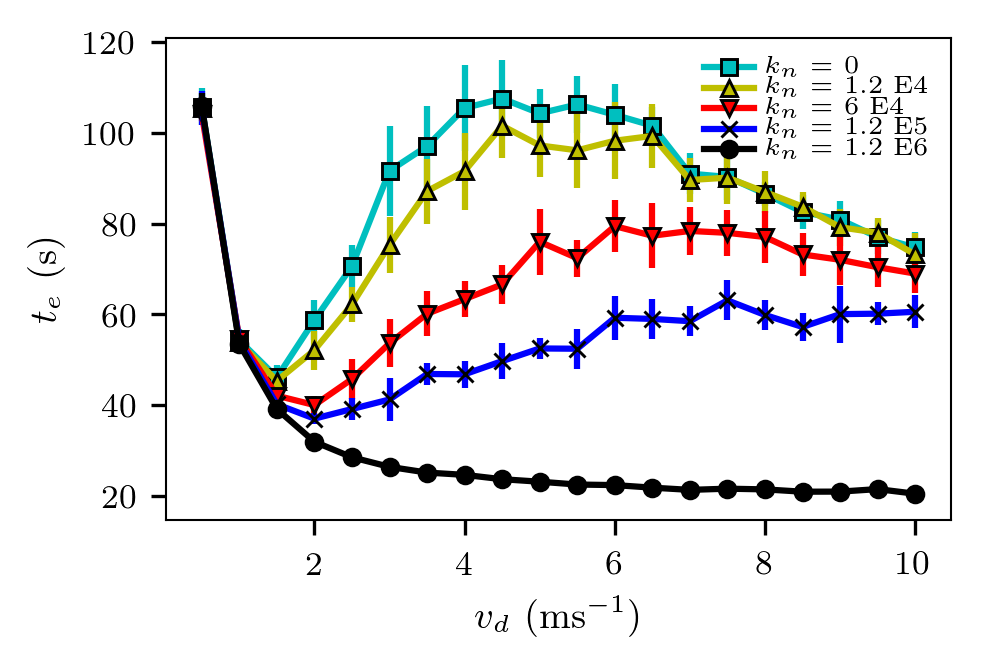 120
100
80
60
40
20
t_e (s)
k_n = 0
k_n = 1.2 E4
k_n = 6 E4
k_n = 1.2 E5
k_n = 1.2 E6
2 4 6 8 10
v_d (ms⁻¹)